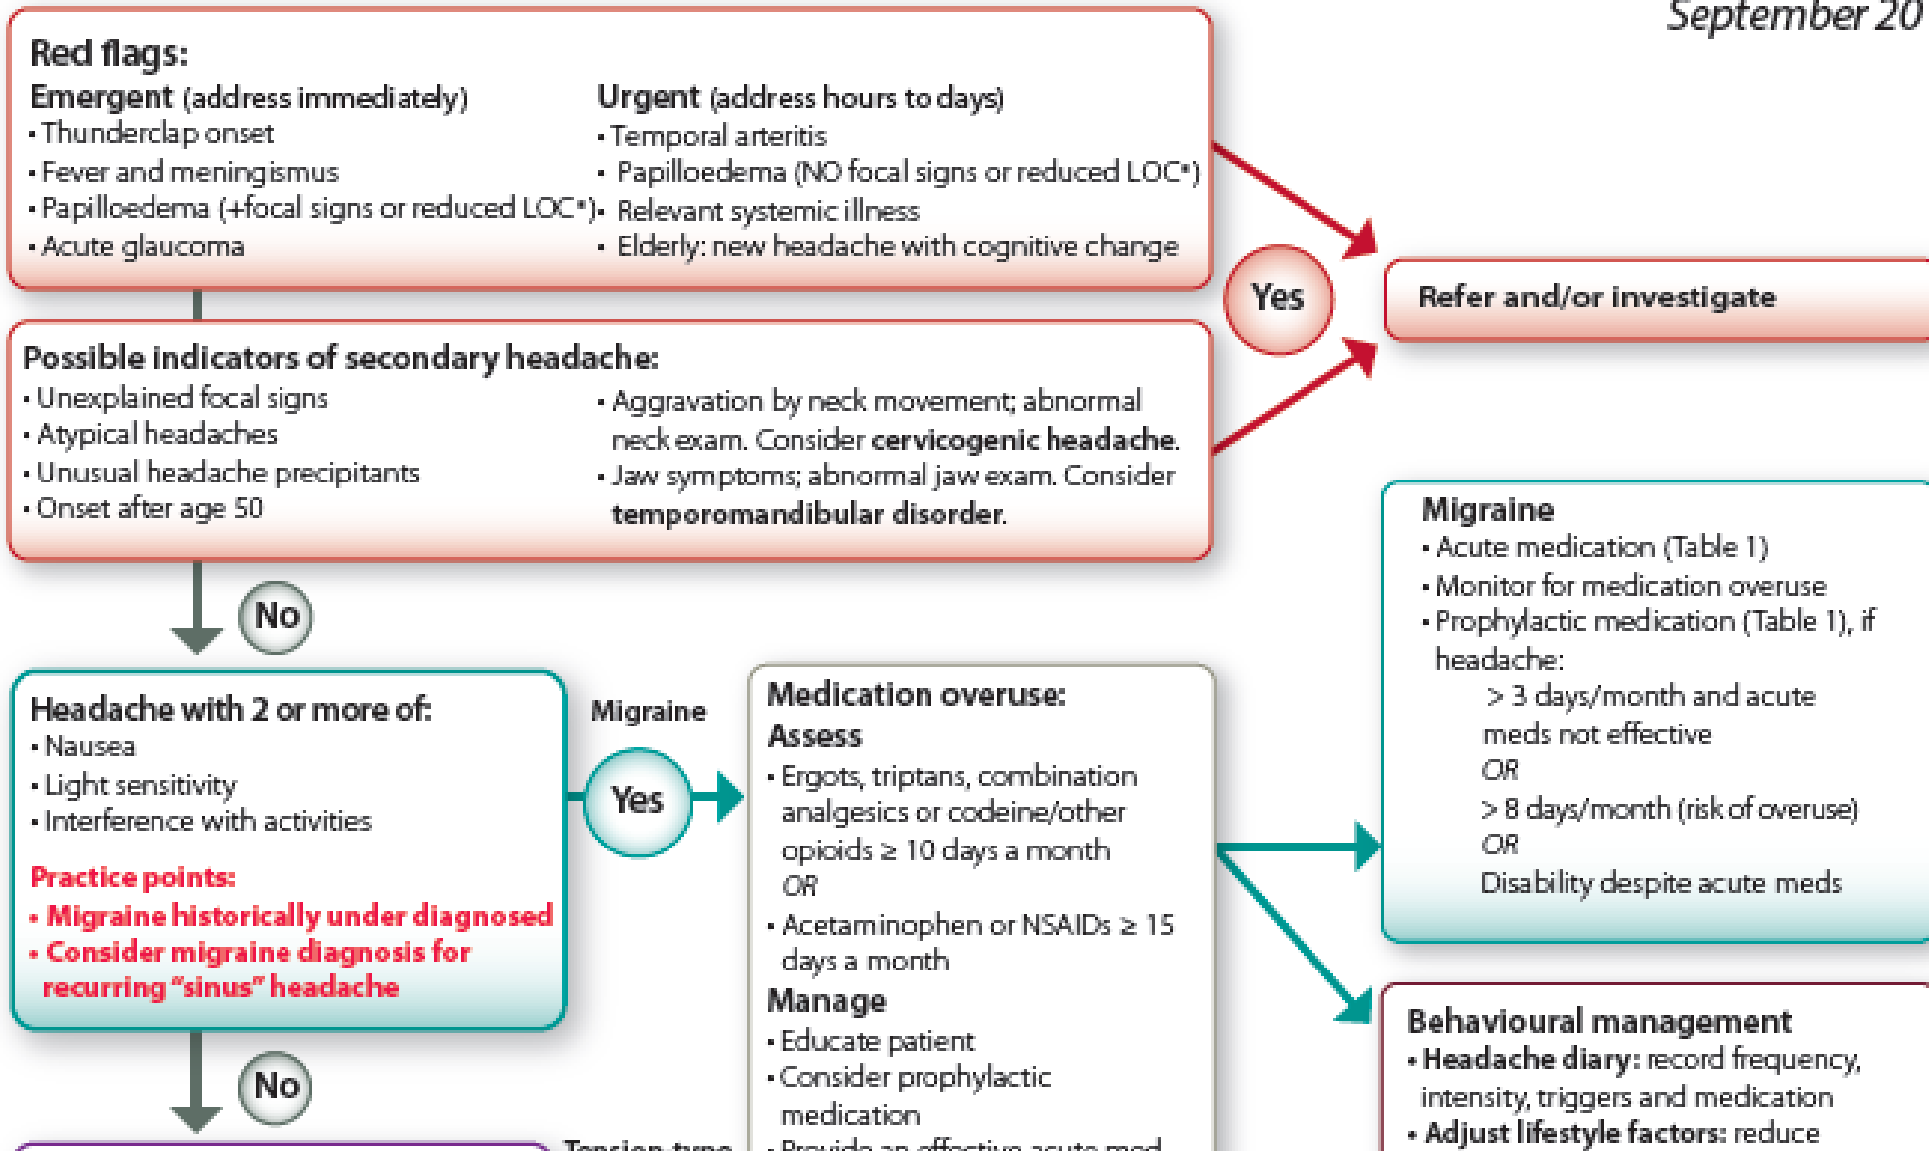 September 20
Red flags:
Emergent (address immediately)
• Thunderclap onset
• Fever and meningismus
• Papilloedema (+focal signs or reduced LOC*)
• Acute glaucoma
Urgent (address hours to days)
• Temporal arteritis
• Papilloedema (NO focal signs or reduced LOC*)
• Relevant systemic illness
• Elderly: new headache with cognitive change
Yes
Refer and/or investigate
Possible indicators of secondary headache:
• Unexplained focal signs
• Atypical headaches
• Unusual headache precipitants
• Onset after age 50
• Aggravation by neck movement; abnormal
neck exam. Consider cervicogenic headache.
• Jaw symptoms; abnormal jaw exam. Consider
temporomandibular disorder.
No
Headache with 2 or more of:
• Nausea
• Light sensitivity
• Interference with activities
Practice points:
• Migraine historically under diagnosed
• Consider migraine diagnosis for
recurring “sinus” headache
Migraine
Yes
Medication overuse:
Assess
• Ergots, triptans, combination
analgesics or codeine/other
opioids ≥ 10 days a month
OR
• Acetaminophen or NSAIDs ≥ 15
days a month
Manage
• Educate patient
• Consider prophylactic
medication
• Provide an effective acute med
Migraine
• Acute medication (Table 1)
• Monitor for medication overuse
• Prophylactic medication (Table 1), if
headache:
> 3 days/month and acute
meds not effective
OR
> 8 days/month (risk of overuse)
OR
Disability despite acute meds
Behavioural management
• Headache diary: record frequency,
intensity, triggers and medication
• Adjust lifestyle factors: reduce
No
Tension-type